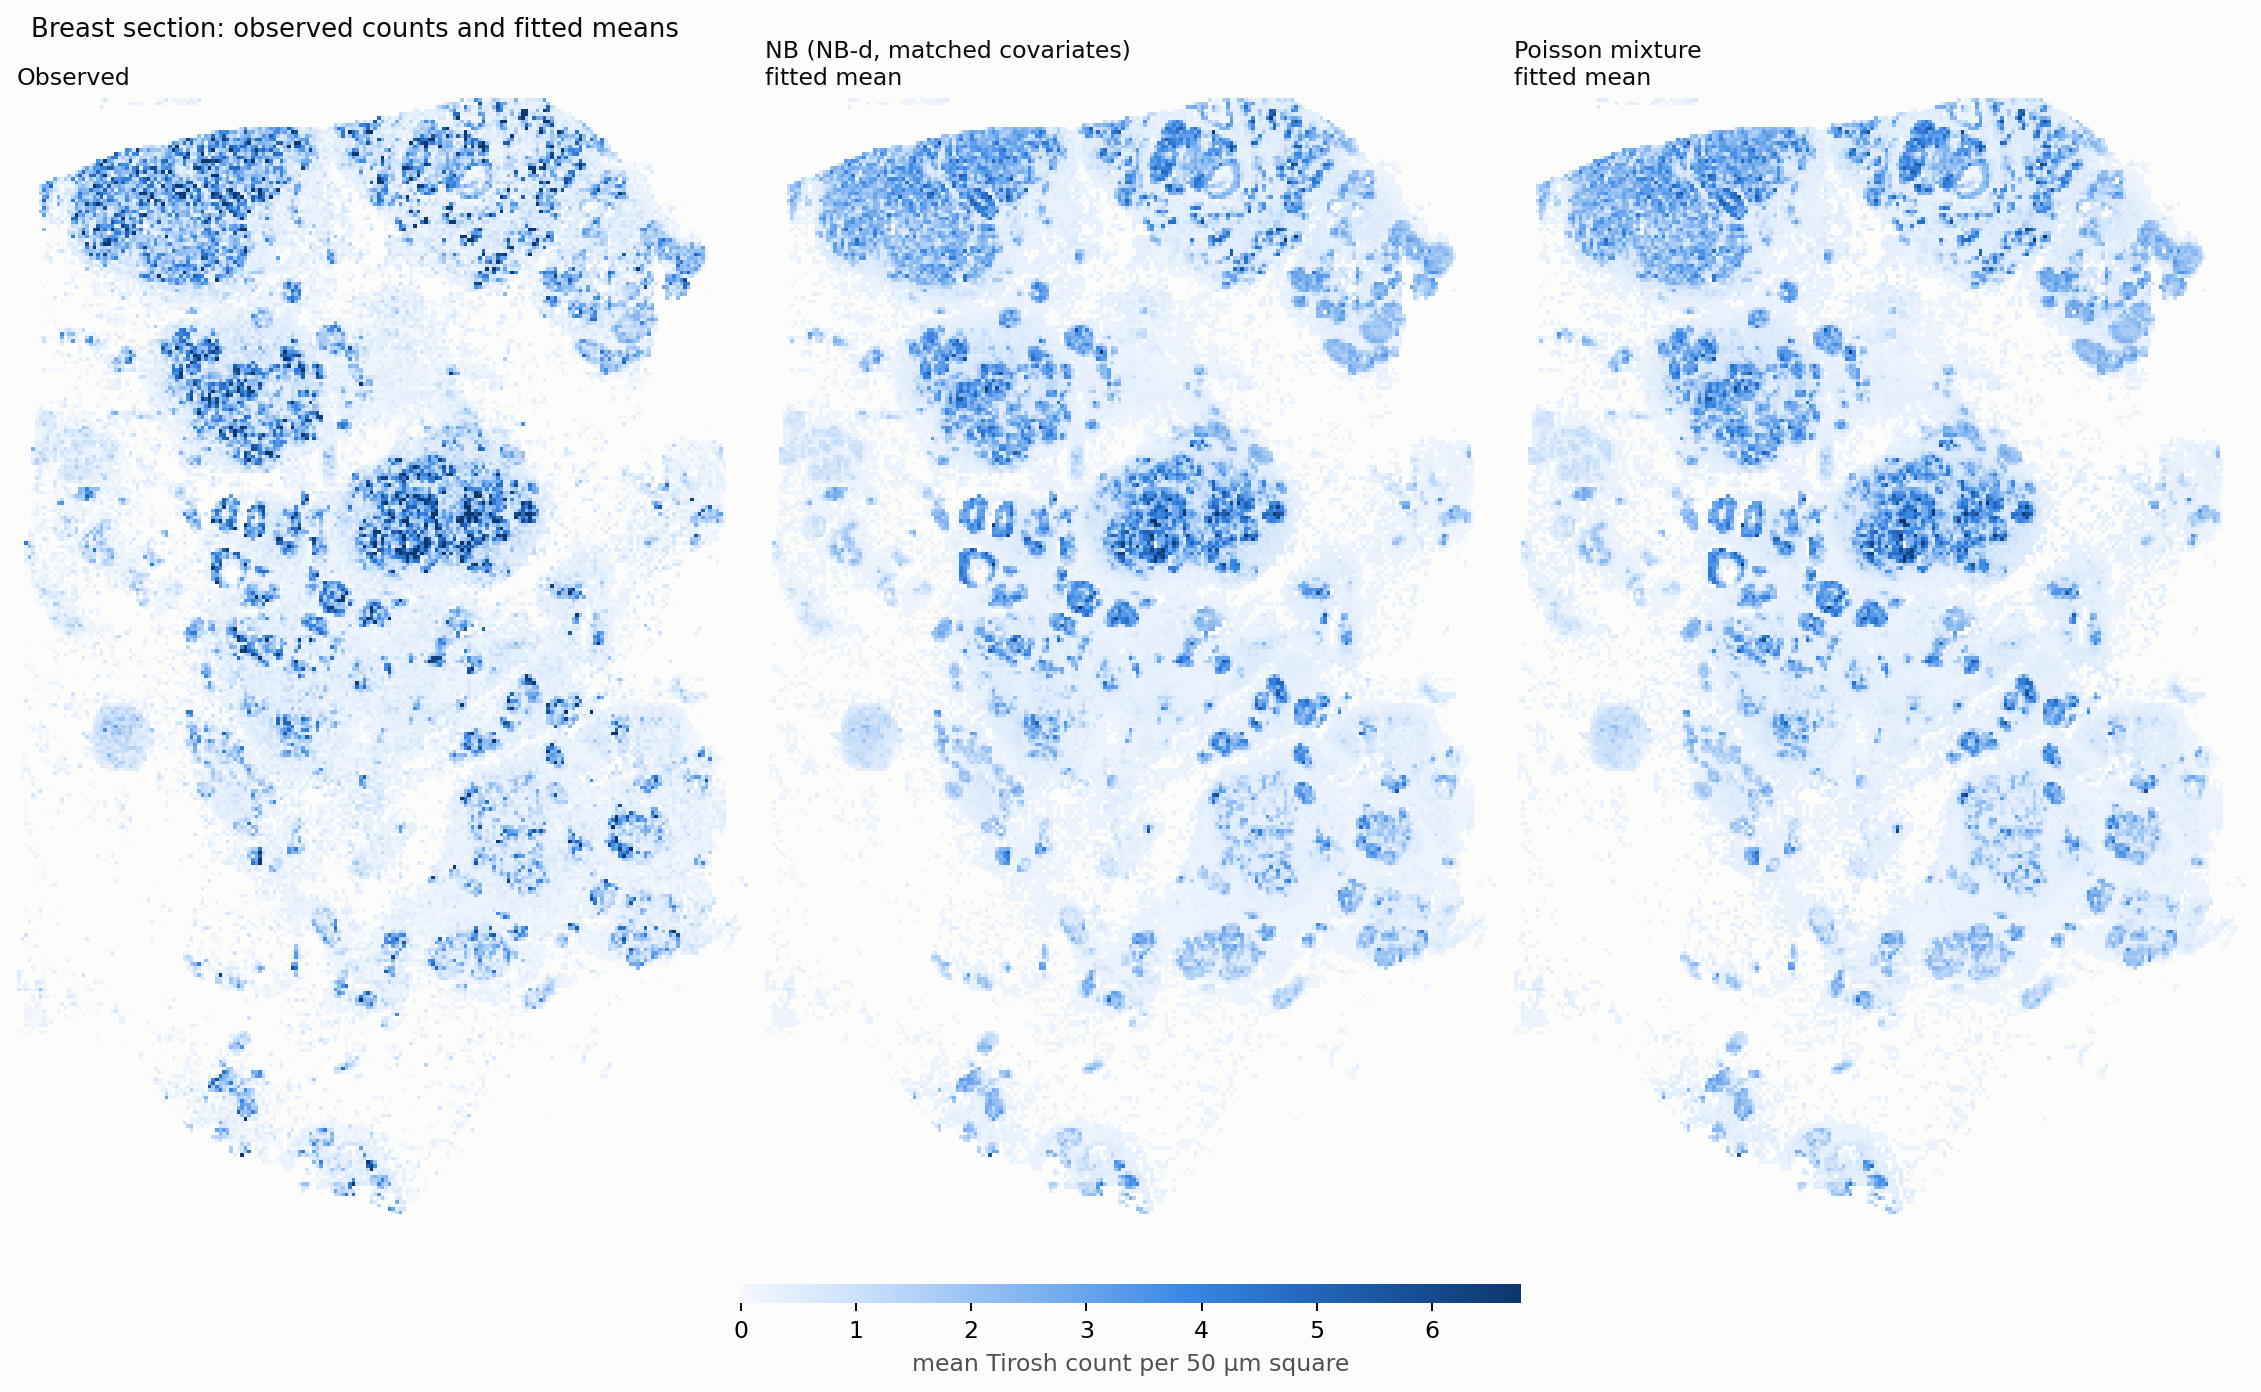 Breast section: observed counts and fitted means
Observed
NB (NB-d, matched covariates)
fitted mean
Poisson mixture
fitted mean
0 1 2 3 4 5 6
mean Tirosh count per 50 µm square